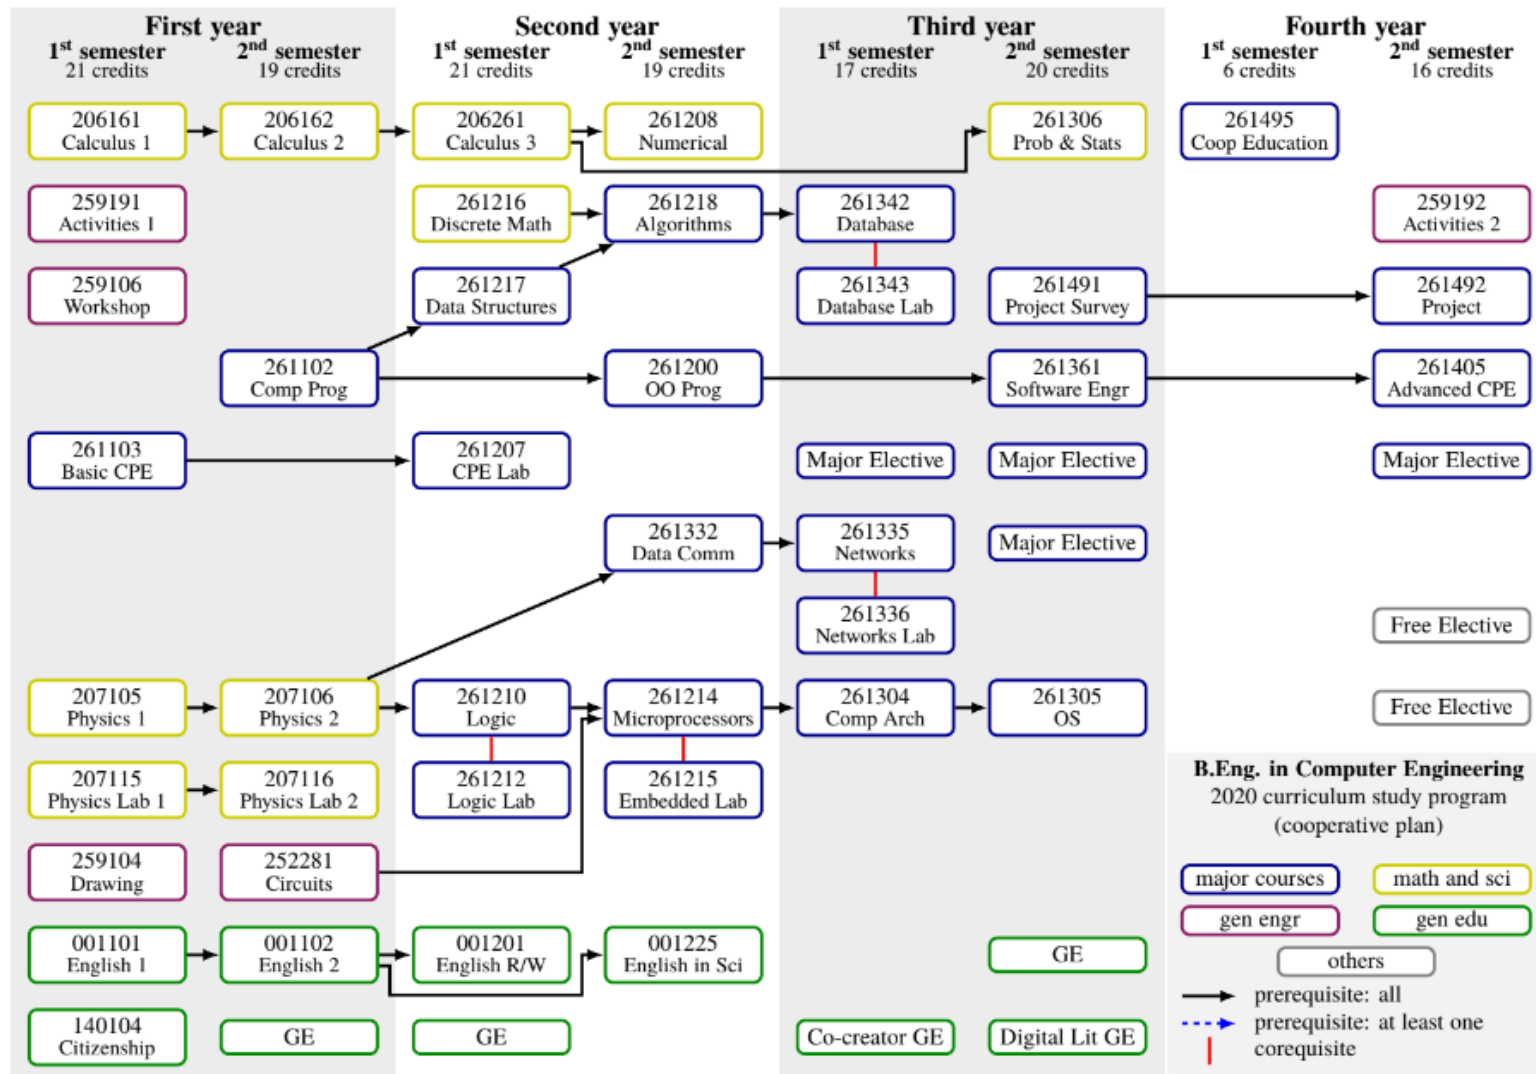 First year
Second year
Third year
Fourth year
1st semester
2nd semester
1st semester
2nd semester
1st semester
2nd semester
1st semester
2nd semester
21 credits
19 credits
21 credits
19 credits
17 credits
20 credits
6 credits
16 credits
206161
Calculus 1
206162
Calculus 2
206261
Calculus 3
261208
Numerical
261306
Prob & Stats
261495
Coop Education
259191
Activities 1
261216
Discrete Math
261218
Algorithms
261342
Database
259192
Activities 2
259106
Workshop
261217
Data Structures
261343
Database Lab
261491
Project Survey
261492
Project
261102
Comp Prog
261200
OO Prog
261361
Software Engr
261405
Advanced CPE
261103
Basic CPE
261207
CPE Lab
Major Elective
Major Elective
Major Elective
261332
Data Comm
261335
Networks
Major Elective
261336
Networks Lab
Free Elective
207105
Physics 1
207106
Physics 2
261210
Logic
261214
Microprocessors
261304
Comp Arch
261305
OS
Free Elective
207115
Physics Lab 1
207116
Physics Lab 2
261212
Logic Lab
261215
Embedded Lab
259104
Drawing
252281
Circuits
001101
English 1
001102
English 2
001201
English R/W
001225
English in Sci
GE
140104
Citizenship
GE
GE
Co-creator GE
Digital Lit GE
B.Eng. in Computer Engineering
2020 curriculum study program
(cooperative plan)
major courses
math and sci
gen engr
gen edu
others
prerequisite: all
prerequisite: at least one
corequisite